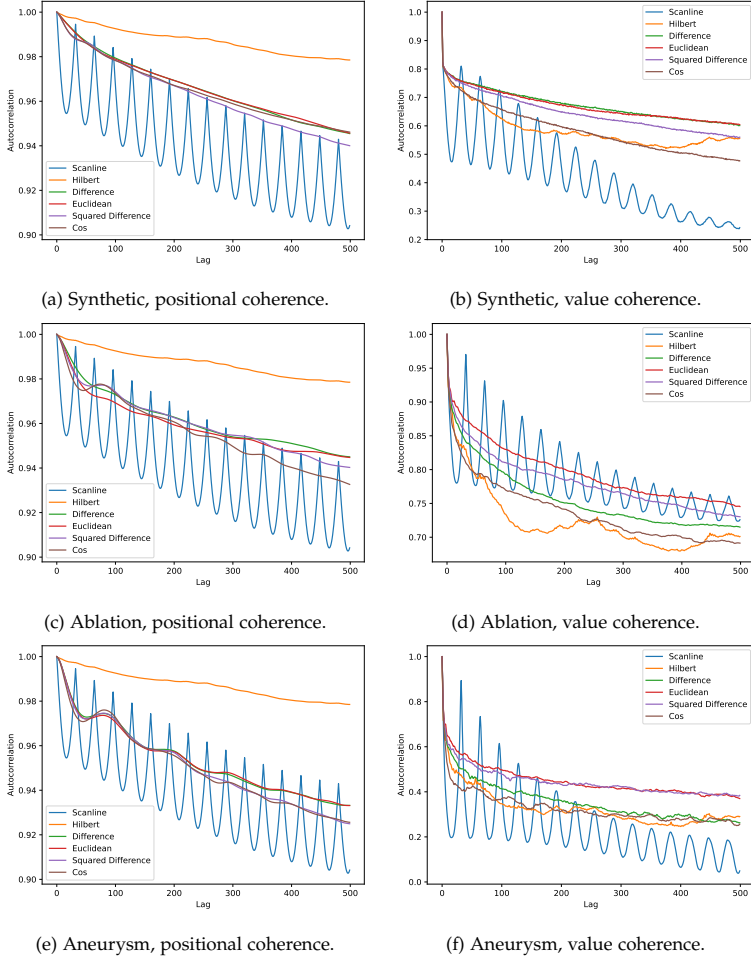 1.00
0.98
0.96
0.94
0.92
0.90
Autocorrelation
Scanline
Hilbert
Difference
Euclidean
Squared Difference
Cos
0 100 200 300 400 500
Lag
(a) Synthetic, positional coherence.
1.0
0.9
0.8
0.7
0.6
0.5
0.4
0.3
0.2
Autocorrelation
Scanline
Hilbert
Difference
Euclidean
Squared Difference
Cos
0 100 200 300 400 500
Lag
(b) Synthetic, value coherence.
1.00
0.98
0.96
0.94
0.92
0.90
Autocorrelation
Scanline
Hilbert
Difference
Euclidean
Squared Difference
Cos
0 100 200 300 400 500
Lag
(c) Ablation, positional coherence.
1.00
0.95
0.90
0.85
0.80
0.75
0.70
Autocorrelation
Scanline
Hilbert
Difference
Euclidean
Squared Difference
Cos
0 100 200 300 400 500
Lag
(d) Ablation, value coherence.
1.00
0.98
0.96
0.94
0.92
0.90
Autocorrelation
Scanline
Hilbert
Difference
Euclidean
Squared Difference
Cos
0 100 200 300 400 500
Lag
(e) Aneurysm, positional coherence.
1.0
0.8
0.6
0.4
0.2
0.0
Autocorrelation
Scanline
Hilbert
Difference
Euclidean
Squared Difference
Cos
0 100 200 300 400 500
Lag
(f) Aneurysm, value coherence.